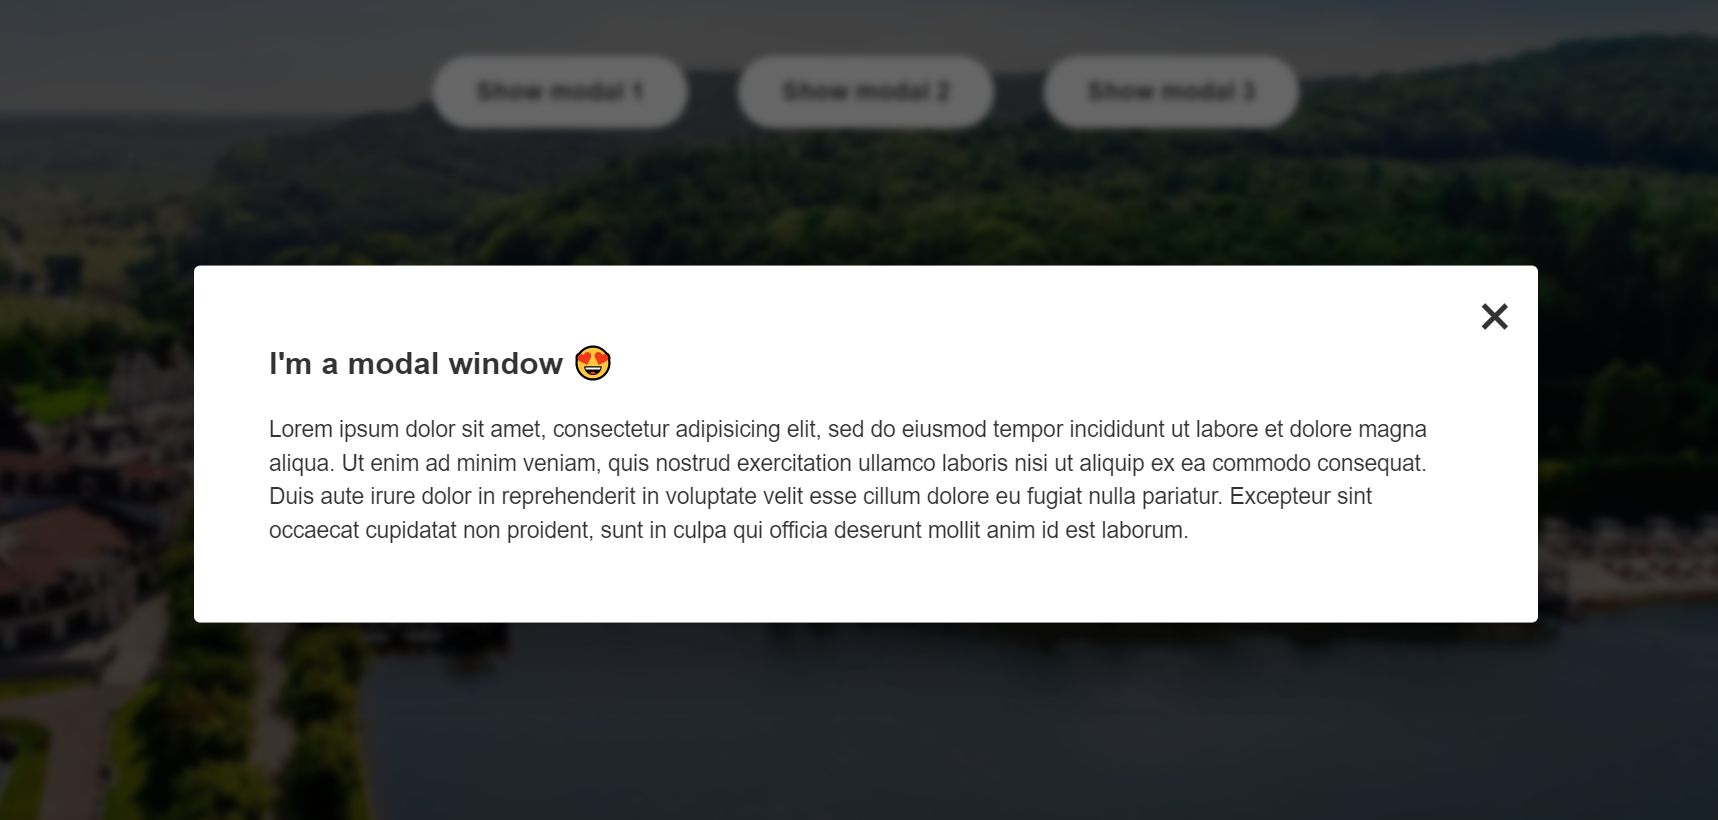 Show modal 1 Show modal 2 Show modal 3
I'm a modal window 😍
Lorem ipsum dolor sit amet, consectetur adipisicing elit, sed do eiusmod tempor incididunt ut labore et dolore magna
aliqua. Ut enim ad minim veniam, quis nostrud exercitation ullamco laboris nisi ut aliquip ex ea commodo consequat.
Duis aute irure dolor in reprehenderit in voluptate velit esse cillum dolore eu fugiat nulla pariatur. Excepteur sint
occaecat cupidatat non proident, sunt in culpa qui officia deserunt mollit anim id est laborum.